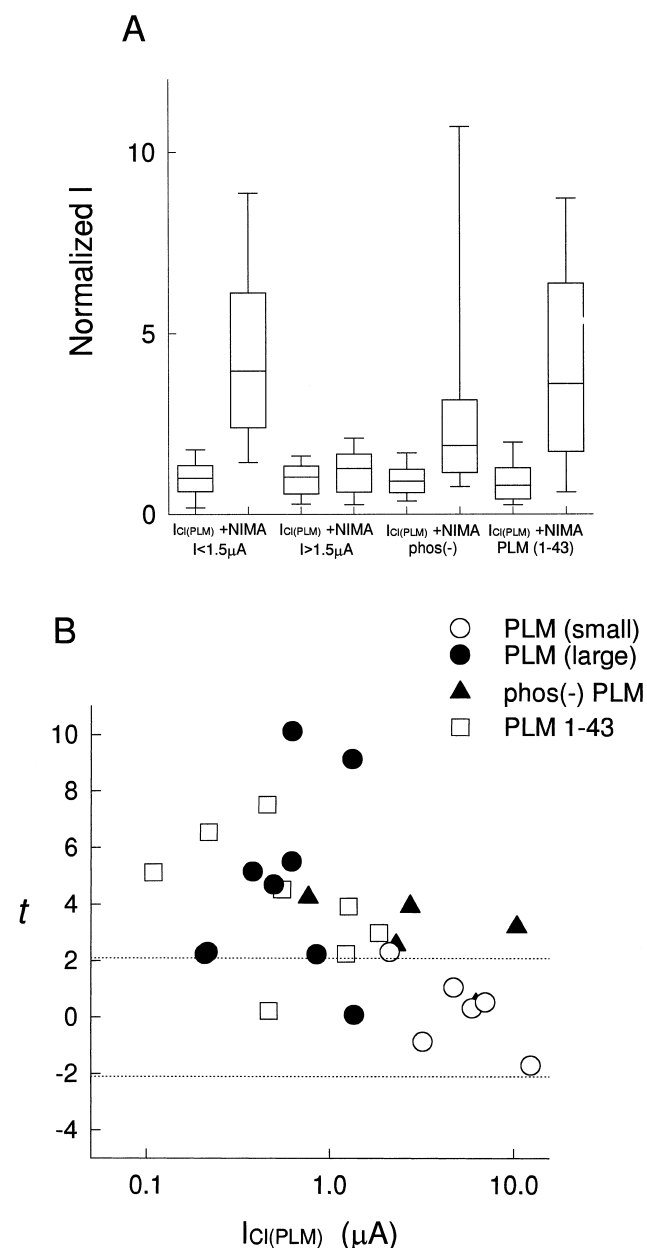 A
Normalized I
10
5
0
ICl(PLM) +NIMA ICl(PLM) +NIMA ICl(PLM) +NIMA ICl(PLM) +NIMA
I<1.5μA I>1.5μA phos(-) PLM (1-43)
B
PLM (small)
PLM (large)
phos(-) PLM
PLM 1-43
10
8
6
4
2
0
-2
-4
t
0.1 1.0 10.0
ICl(PLM) (μA)